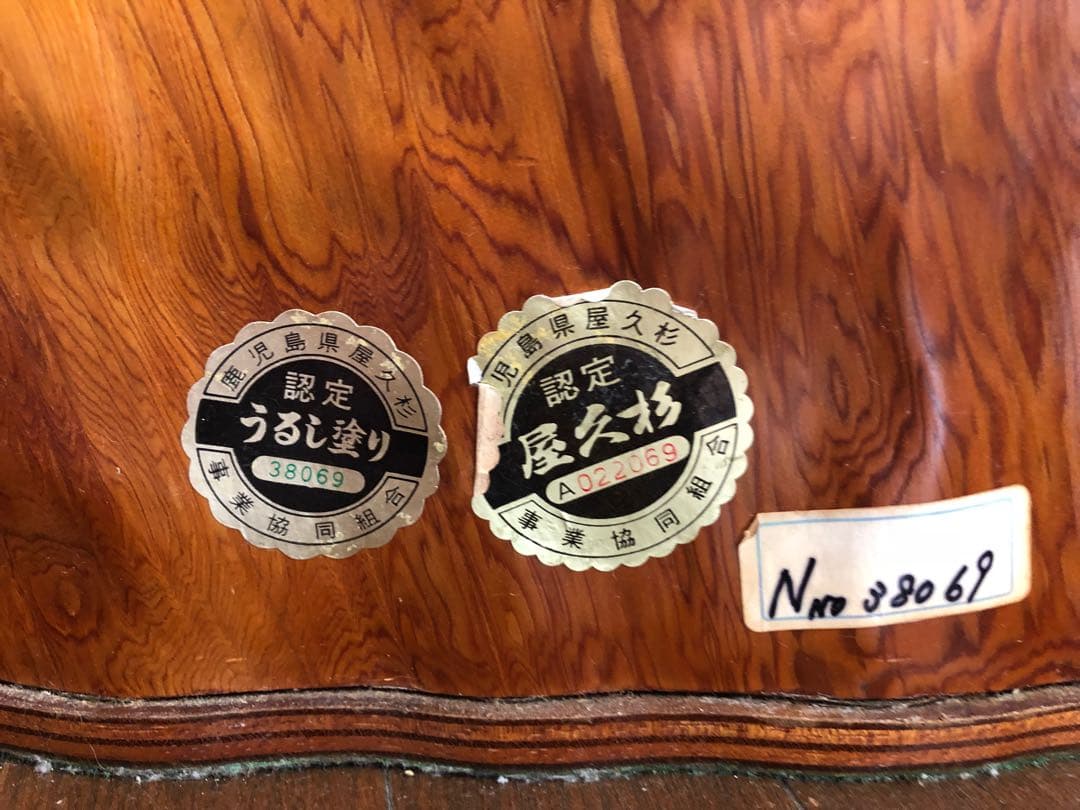 鹿児島県屋久杉
認定
うるし塗り
38069
事業協同組合
児島県屋久杉
認定
屋久杉
A022069
事業協同組合
N NO 38069